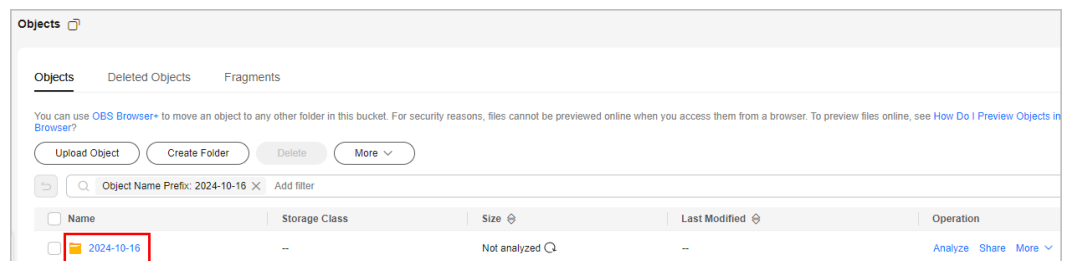 Objects
Objects Deleted Objects Fragments
You can use OBS Browser+ to move an object to any other folder in this bucket. For security reasons, files cannot be previewed online when you access them from a browser. To preview files online, see How Do I Preview Objects in
Browser?
Upload Object Create Folder Delete More
Object Name Prefix: 2024-10-16 Add filter
Name Storage Class Size Last Modified Operation
2024-10-16 -- Not analyzed -- Analyze Share More